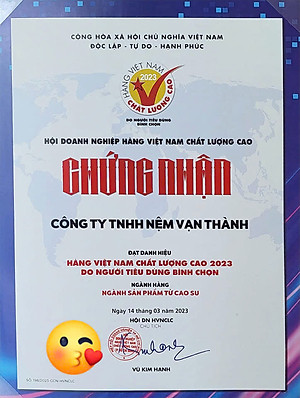 CỘNG HÒA XÃ HỘI CHỦ NGHĨA VIỆT NAM
ĐỘC LẬP - TỰ DO - HẠNH PHÚC
HÀNG VIỆT NAM
2023
CHẤT LƯỢNG CAO
DO NGƯỜI TIÊU DÙNG
BÌNH CHỌN
HỘI DOANH NGHIỆP HÀNG VIỆT NAM CHẤT LƯỢNG CAO
CHỨNG NHẬN
CÔNG TY TNHH NỆM VẠN THÀNH
ĐẠT DANH HIỆU
HÀNG VIỆT NAM CHẤT LƯỢNG CAO 2023
DO NGƯỜI TIÊU DÙNG BÌNH CHỌN
NGÀNH HÀNG
NGÀNH SẢN PHẨM TỪ CAO SU
Ngày 14 tháng 03 năm 2023
HỘI DN HVNCLC
CHỦ TỊCH
VŨ KIM HẠNH